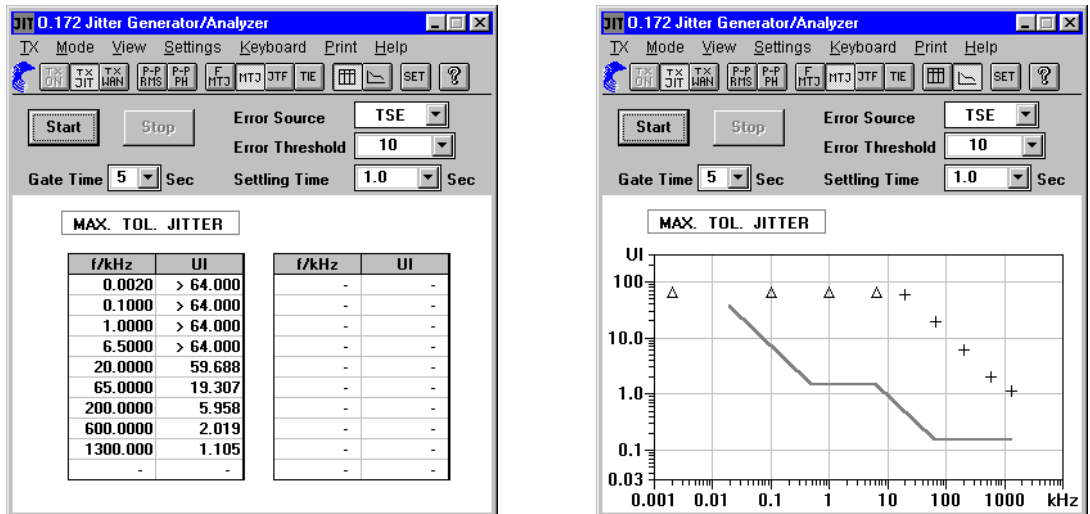 JIT O.172 Jitter Generator/Analyzer
TX Mode View Settings Keyboard Print Help
TX ON TX JIT TX WAN P-P RMS P-P PH F MTJ MTJ JTF TIE SET ?
Start Stop Error Source TSE
Error Threshold 10
Gate Time 5 Sec Settling Time 1.0 Sec
MAX. TOL. JITTER
f/kHz UI f/kHz UI
0.0020 > 64.000 - -
0.1000 > 64.000 - -
1.0000 > 64.000 - -
6.5000 > 64.000 - -
20.0000 59.688 - -
65.0000 19.307 - -
200.0000 5.958 - -
600.0000 2.019 - -
1300.000 1.105 - -
- - - -
JIT O.172 Jitter Generator/Analyzer
TX Mode View Settings Keyboard Print Help
TX ON TX JIT TX WAN P-P RMS P-P PH F MTJ MTJ JTF TIE SET ?
Start Stop Error Source TSE
Error Threshold 10
Gate Time 5 Sec Settling Time 1.0 Sec
MAX. TOL. JITTER
UI
100
10.0
1.0
0.1
0.03
0.001 0.01 0.1 1 10 100 1000 kHz